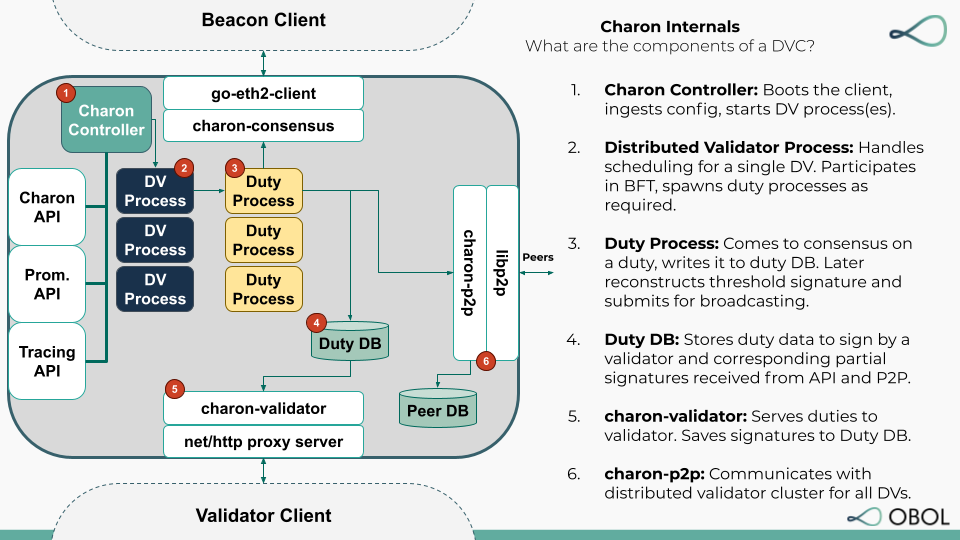 Beacon Client
Charon Internals
What are the components of a DVC?
go-eth2-client
charon-consensus
1
Charon
Controller
2
DV
Process
DV
Process
DV
Process
3
Duty
Process
Duty
Process
Duty
Process
Charon
API
Prom.
API
Tracing
API
charon-p2p
libp2p
Peers
6
4
Duty DB
Peer DB
5
charon-validator
net/http proxy server
Validator Client
1. Charon Controller: Boots the client,
ingests config, starts DV process(es).
2. Distributed Validator Process: Handles
scheduling for a single DV. Participates
in BFT, spawns duty processes as
required.
3. Duty Process: Comes to consensus on
a duty, writes it to duty DB. Later
reconstructs threshold signature and
submits for broadcasting.
4. Duty DB: Stores duty data to sign by a
validator and corresponding partial
signatures received from API and P2P.
5. charon-validator: Serves duties to
validator. Saves signatures to Duty DB.
6. charon-p2p: Communicates with
distributed validator cluster for all DVs.
OBOL